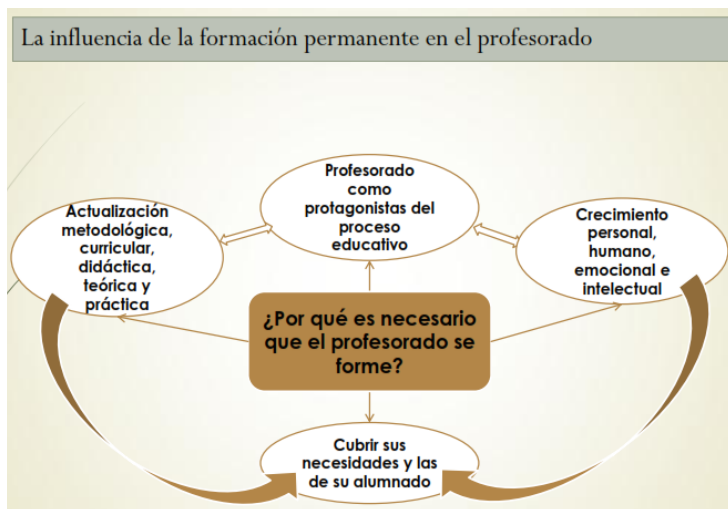 La influencia de la formación permanente en el profesorado
Profesorado
como
protagonistas del
proceso
educativo
Actualización
metodológica,
curricular,
didáctica,
teórica y
práctica
Crecimiento
personal,
humano,
emocional e
intelectual
¿Por qué es necesario
que el profesorado se
forme?
Cubrir sus
necesidades y las
de su alumnado